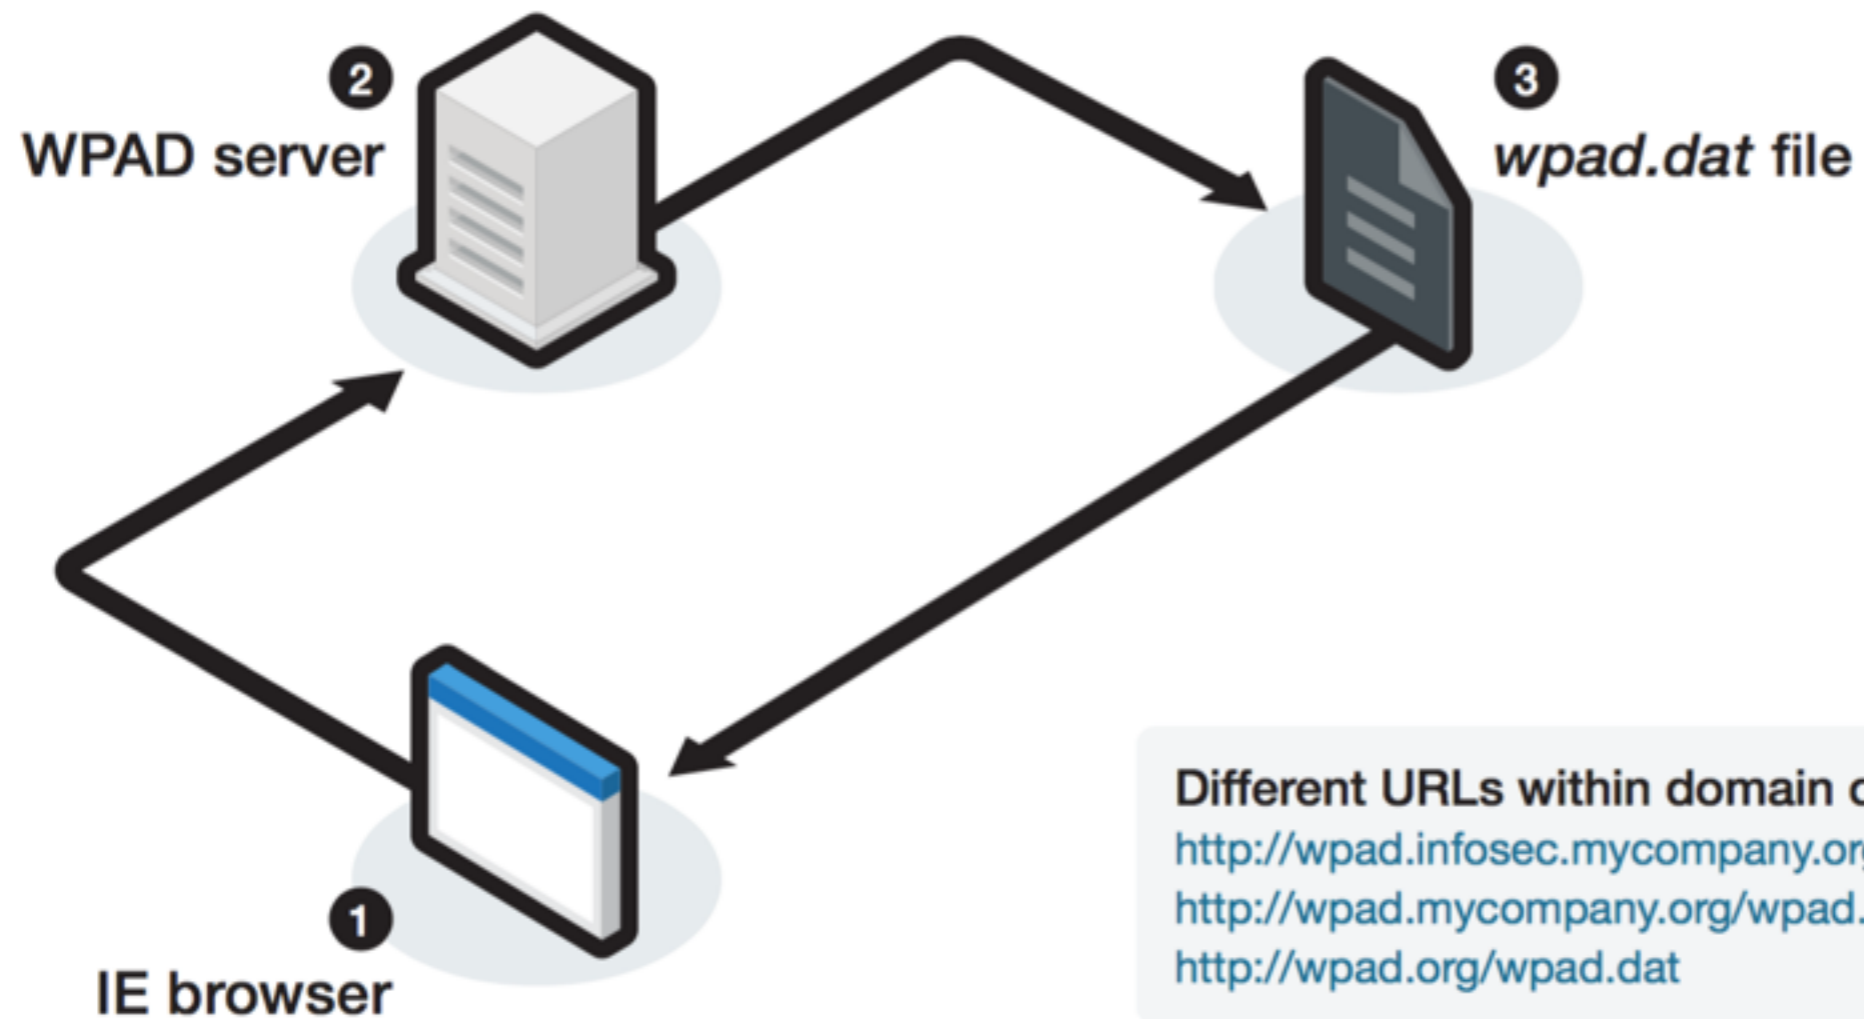 2
WPAD server
3
wpad.dat file
1
IE browser
Different URLs within domain
http://wpad.infosec.mycompany.org
http://wpad.mycompany.org/wpad.
http://wpad.org/wpad.dat